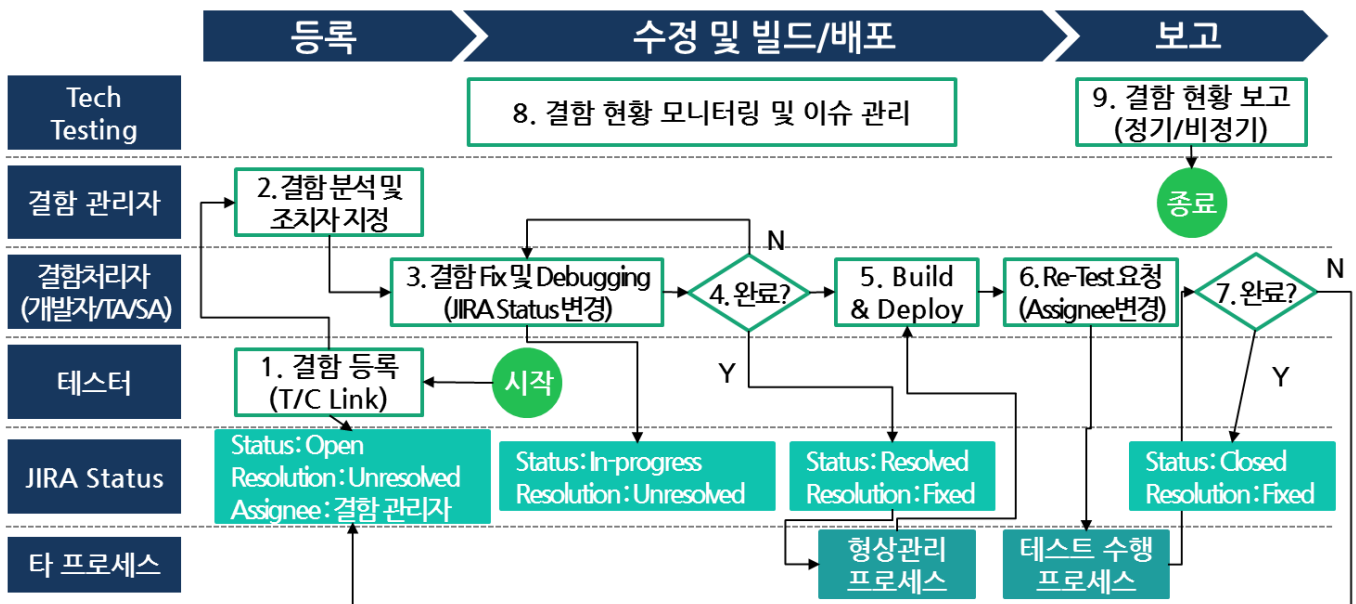 등록
수정 및 빌드/배포
보고
Tech
Testing
8. 결함 현황 모니터링 및 이슈 관리
9. 결함 현황 보고
(정기/비정기)
결함 관리자
2. 결함 분석 및
조치자 지정
종료
N
결함처리자
(개발자/TA/SA)
3. 결함 Fix 및 Debugging
(JIRA Status 변경)
4. 완료?
5. Build
& Deploy
6. Re-Test 요청
(Assignee변경)
7. 완료?
N
테스터
1. 결함 등록
(T/C Link)
시작
Y
Y
JIRA Status
Status: Open
Resolution: Unresolved
Assignee: 결함 관리자
Status: In-progress
Resolution: Unresolved
Status: Resolved
Resolution: Fixed
Status: Closed
Resolution: Fixed
타 프로세스
형상관리
프로세스
테스트 수행
프로세스